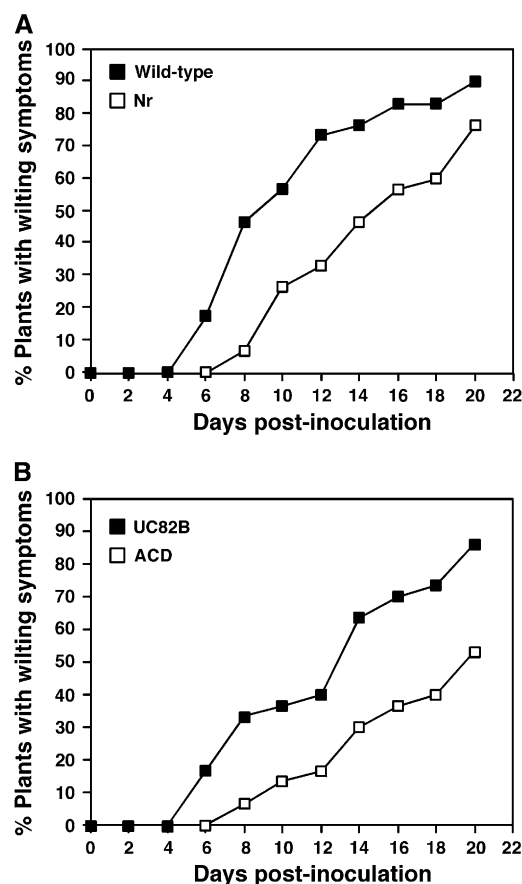 A
% Plants with wilting symptoms
100
90
80
70
60
50
40
30
20
10
0
Wild-type
Nr
0 2 4 6 8 10 12 14 16 18 20 22
Days post-inoculation
B
% Plants with wilting symptoms
100
90
80
70
60
50
40
30
20
10
0
UC82B
ACD
0 2 4 6 8 10 12 14 16 18 20 22
Days post-inoculation